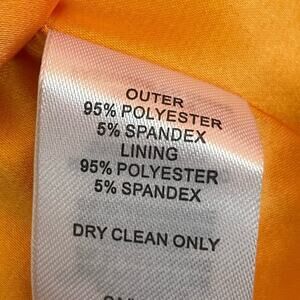 OUTER
95% POLYESTER
5% SPANDEX
LINING
95% POLYESTER
5% SPANDEX
DRY CLEAN ONLY